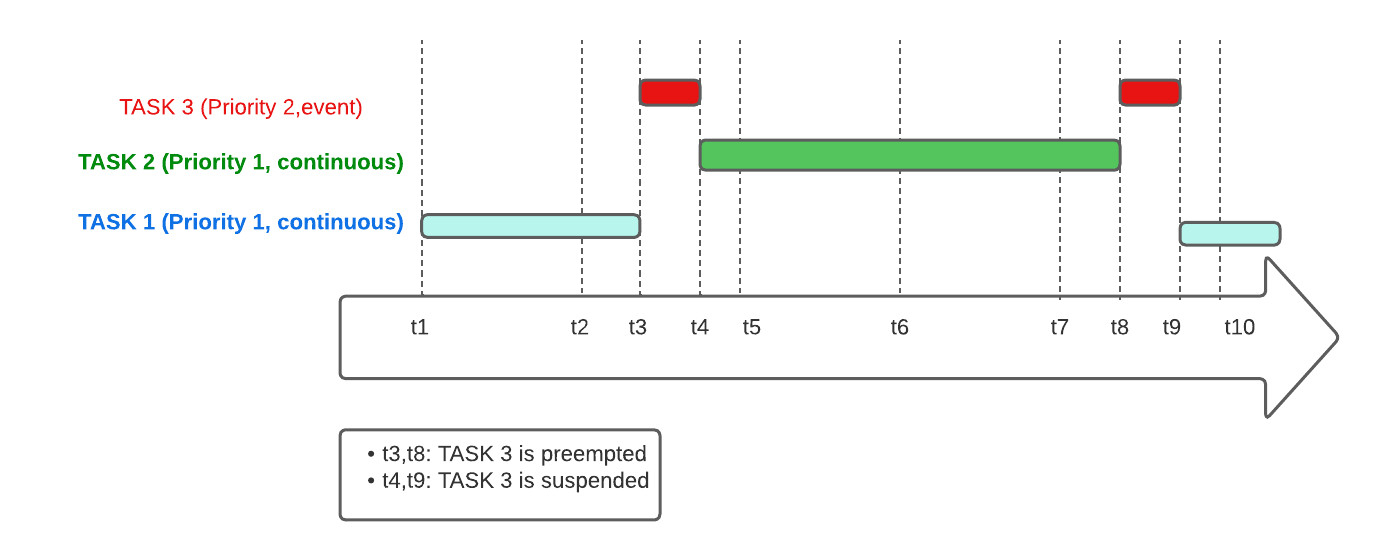 TASK 3 (Priority 2,event)
TASK 2 (Priority 1, continuous)
TASK 1 (Priority 1, continuous)
t1 t2 t3 t4 t5 t6 t7 t8 t9 t10
• t3,t8: TASK 3 is preempted
• t4,t9: TASK 3 is suspended